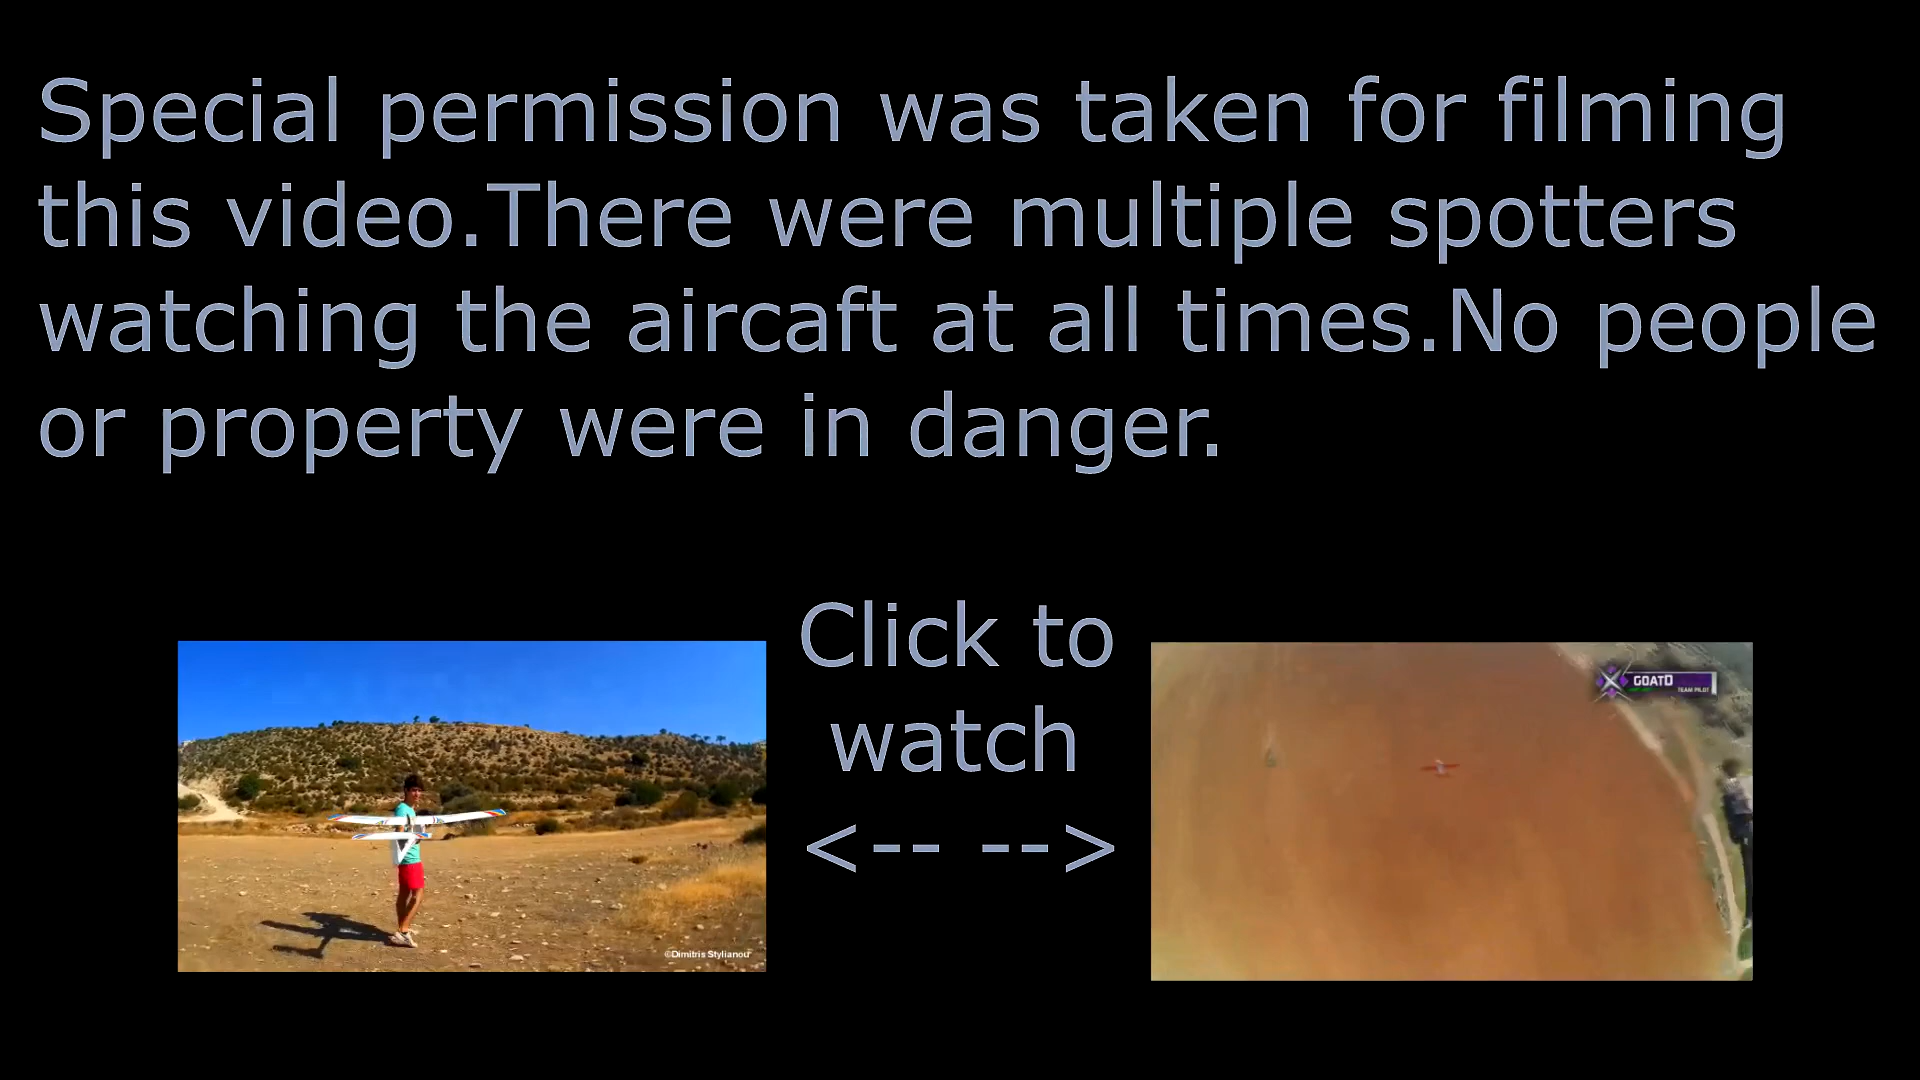 Special permission was taken for filming
this video.There were multiple spotters
watching the aircaft at all times.No people
or property were in danger.
Click to
watch
<-- -->
GOATD
TEAM PILOT
©Dimitris Stylianou